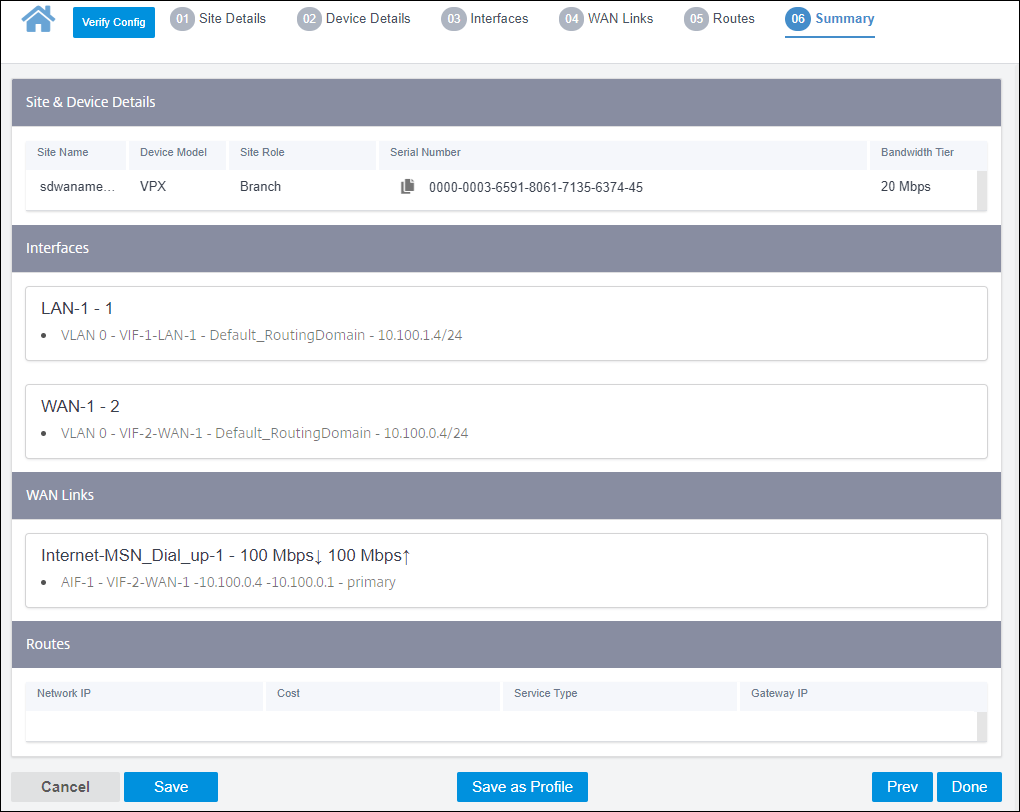 Verify Config 01 Site Details 02 Device Details 03 Interfaces 04 WAN Links 05 Routes 06 Summary
Site & Device Details
Site Name Device Model Site Role Serial Number Bandwidth Tier
sdwaname... VPX Branch 0000-0003-6591-8061-7135-6374-45 20 Mbps
Interfaces
LAN-1 - 1
• VLAN 0 - VIF-1-LAN-1 - Default_RoutingDomain - 10.100.1.4/24
WAN-1 - 2
• VLAN 0 - VIF-2-WAN-1 - Default_RoutingDomain - 10.100.0.4/24
WAN Links
Internet-MSN_Dial_up-1 - 100 Mbps↓ 100 Mbps↑
• AIF-1 - VIF-2-WAN-1 -10.100.0.4 -10.100.0.1 - primary
Routes
Network IP Cost Service Type Gateway IP
Cancel Save Save as Profile Prev Done